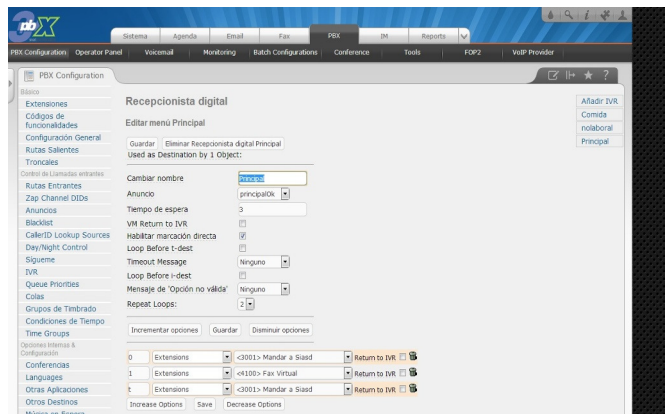 3pbX
Sistema Agenda Email Fax PBX IM Reports
PBX Configuration Operator Panel Voicemail Monitoring Batch Configurations Conference Tools FOP2 VoIP Provider
PBX Configuration
Básico
Extensiones
Códigos de
funcionalidades
Configuración General
Rutas Salientes
Troncales
Control de Llamadas entrantes
Rutas Entrantes
Zap Channel DIDs
Anuncios
Blacklist
CallerID Lookup Sources
Day/Night Control
Sígueme
IVR
Queue Priorities
Colas
Grupos de Timbrado
Condiciones de Tiempo
Time Groups
Opciones Internas &
Configuración
Conferencias
Languages
Otras Aplicaciones
Otros Destinos
Música en Espera
Recepcionista digital
Editar menú Principal
Guardar Eliminar Recepcionista digital Principal
Used as Destination by 1 Object:
Cambiar nombre Principal
Anuncio principalOk
Tiempo de espera 3
VM Return to IVR
Habilitar marcación directa
Loop Before t-dest
Timeout Message Ninguno
Loop Before i-dest
Mensaje de 'Opción no válida' Ninguno
Repeat Loops: 2
Incrementar opciones Guardar Disminuir opciones
0 Extensions <3001> Mandar a Siasd Return to IVR
1 Extensions <4100> Fax Virtual Return to IVR
t Extensions <3001> Mandar a Siasd Return to IVR
Increase Options Save Decrease Options
Añadir IVR
Comida
nolaboral
Principal